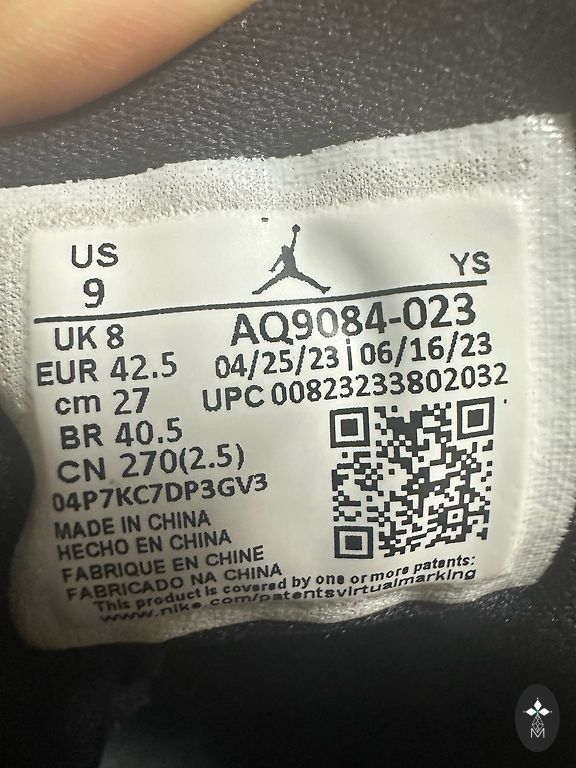 US
9
YS
UK 8
EUR 42.5
cm 27
BR 40.5
CN 270(2.5)
04P7KC7DP3GV3
AQ9084-023
04/25/23 | 06/16/23
UPC 00823233802032
MADE IN CHINA
HECHO EN CHINA
FABRIQUE EN CHINE
FABRICADO NA CHINA
This product is covered by one or more patents:
www.nike.com/patentsvirtualmarking
M